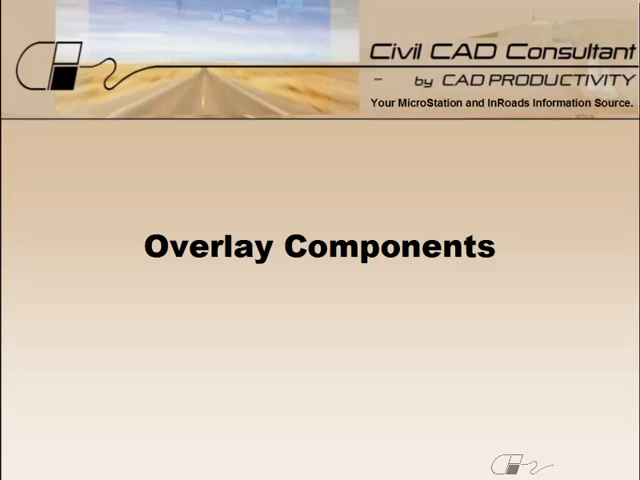 Civil CAD Consultant
- by CAD PRODUCTIVITY
Your MicroStation and InRoads Information Source.
Overlay Components